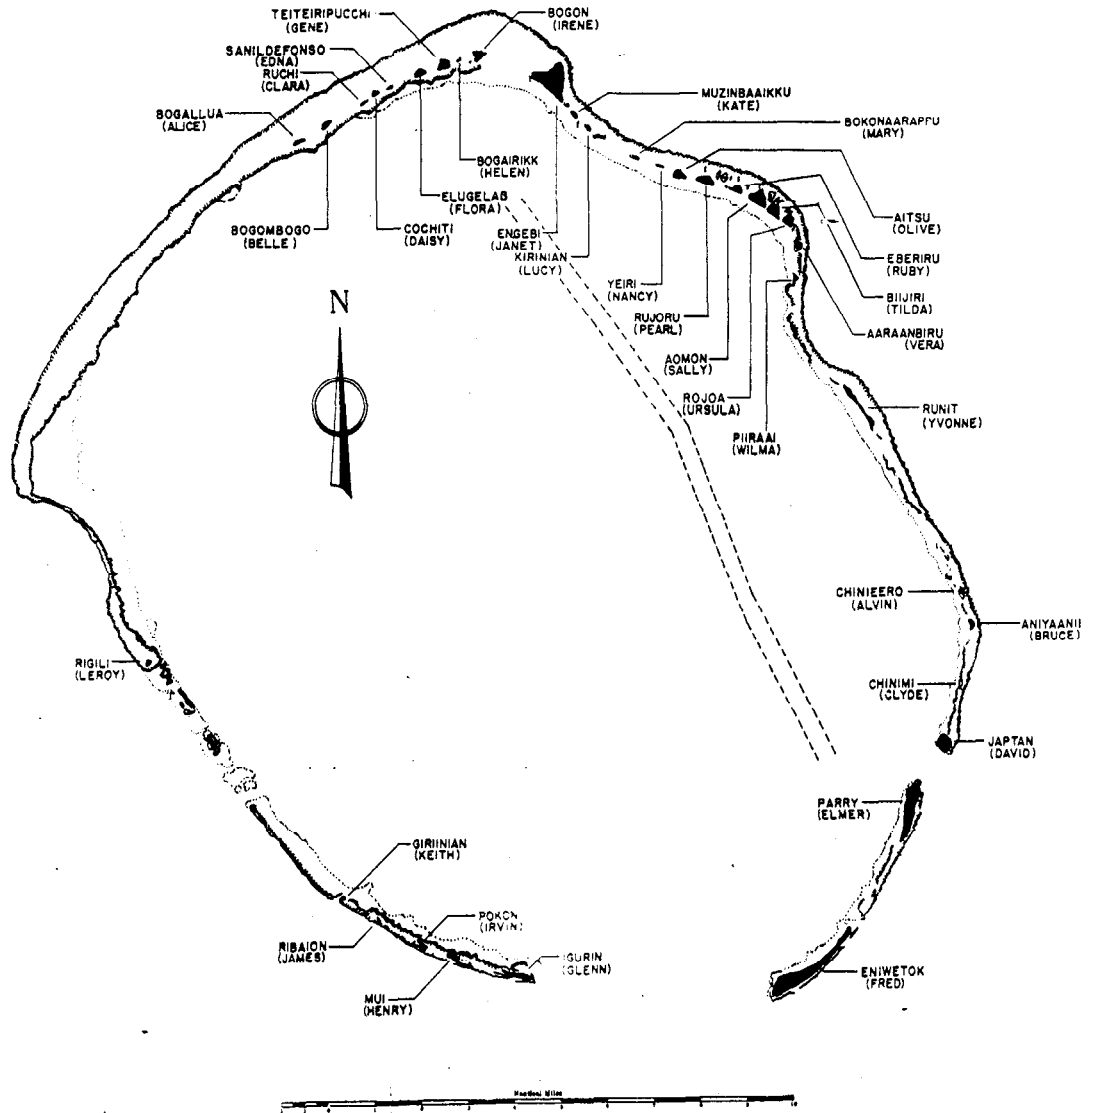 TEITEIRIPUCCHI
(GENE)
BOGON
(IRENE)
SANILDEFONSO
(EDNA)
RUCHI
(CLARA)
BOGALLUA
(ALICE)
MUZINBAAIKKU
(KATE)
BOKONAARAPPU
(MARY)
BOGAIRIKK
(HELEN)
ELUGELAB
(FLORA)
COCHITI
(DAISY)
BOGOMBOGO
(BELLE)
ENGEBI
(JANET)
KIRINIAN
(LUCY)
AITSU
(OLIVE)
EBERIRU
(RUBY)
YEIRI
(NANCY)
BIIJIRI
(TILDA)
RUJORU
(PEARL)
AARAANBIRU
(VERA)
AOMON
(SALLY)
N
ROJOA
(URSULA)
RUNIT
(YVONNE)
PIIRAAI
(WILMA)
CHINIEERO
(ALVIN)
ANIYAANII
(BRUCE)
RIGILI
(LEROY)
CHINIMI
(CLYDE)
JAPTAN
(DAVID)
PARRY
(ELMER)
GIRIINIAN
(KEITH)
POKON
(IRVIN)
RIBAION
(JAMES)
IGURIN
(GLENN)
MUI
(HENRY)
ENIWETOK
(FRED)
Nautical Miles